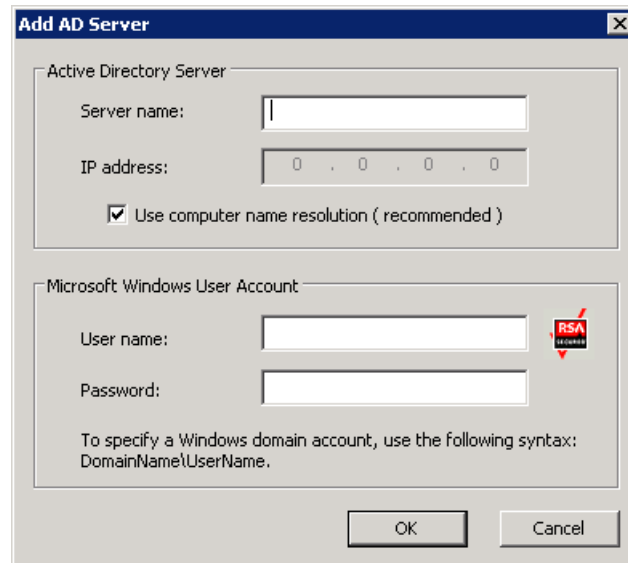 Add AD Server
Active Directory Server
Server name:
IP address: 0 . 0 . 0 . 0
Use computer name resolution ( recommended )
Microsoft Windows User Account
User name:
RSA
SECURED
Password:
To specify a Windows domain account, use the following syntax:
DomainName\UserName.
OK Cancel